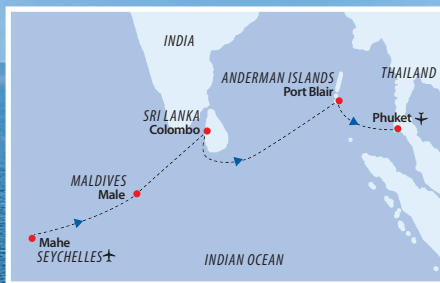 INDIA
THAILAND
ANDERMAN ISLANDS
Port Blair
SRI LANKA
Colombo
Phuket
MALDIVES
Male
Mahe
SEYCHELLES
INDIAN OCEAN